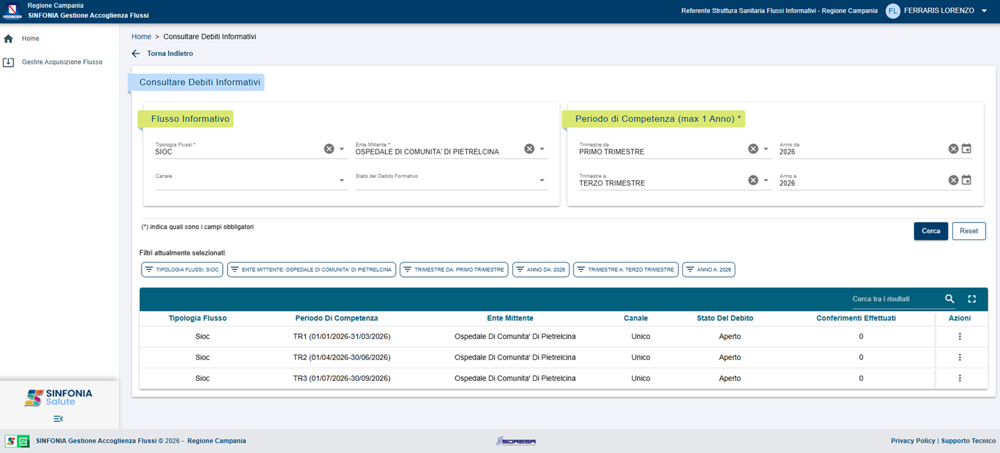 Regione Campania
SINFONIA Gestione Accoglienza Flussi
Referente Struttura Sanitaria Flussi Informativi - Regione Campania
FL FERRARIS LORENZO
Home
Gestire Acquisizione Flusso
Home > Consultare Debiti Informativi
Torna Indietro
Consultare Debiti Informativi
Flusso Informativo
Tipologia Flussi * Ente Mittente *
SIOC OSPEDALE DI COMUNITA' DI PIETRELCINA
Canale Stato del Debito Formativo
Periodo di Competenza (max 1 Anno) *
Trimestre da Anno da
PRIMO TRIMESTRE 2026
Trimestre a Anno a
TERZO TRIMESTRE 2026
(*) indica quali sono i campi obbligatori
Cerca Reset
Filtri attualmente selezionati:
TIPOLOGIA FLUSSI: SIOC ENTE MITTENTE: OSPEDALE DI COMUNITA' DI PIETRELCINA TRIMESTRE DA: PRIMO TRIMESTRE ANNO DA: 2026 TRIMESTRE A: TERZO TRIMESTRE ANNO A: 2026
Cerca tra i risultati
Tipologia Flusso Periodo Di Competenza Ente Mittente Canale Stato Del Debito Conferimenti Effettuati Azioni
Sioc TR1 (01/01/2026-31/03/2026) Ospedale Di Comunita' Di Pietrelcina Unico Aperto 0
Sioc TR2 (01/04/2026-30/06/2026) Ospedale Di Comunita' Di Pietrelcina Unico Aperto 0
Sioc TR3 (01/07/2026-30/09/2026) Ospedale Di Comunita' Di Pietrelcina Unico Aperto 0
SINFONIA
Salute
SINFONIA Gestione Accoglienza Flussi © 2026 - Regione Campania
SORESA
Privacy Policy | Supporto Tecnico